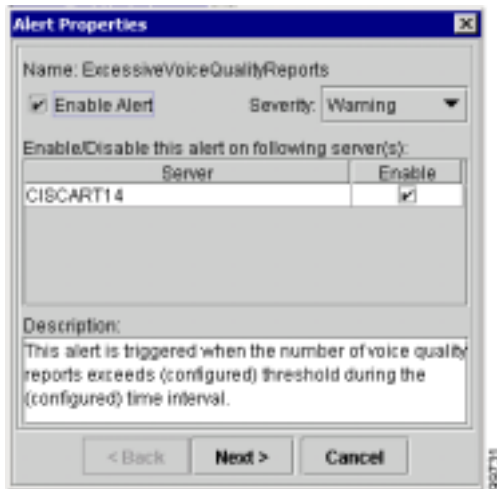 Alert Properties
Name: ExcessiveVoiceQualityReports
Enable Alert Severity: Warning
Enable/Disable this alert on following server(s):
Server Enable
CISCART14
Description:
This alert is triggered when the number of voice quality
reports exceeds (configured) threshold during the
(configured) time interval.
< Back Next > Cancel